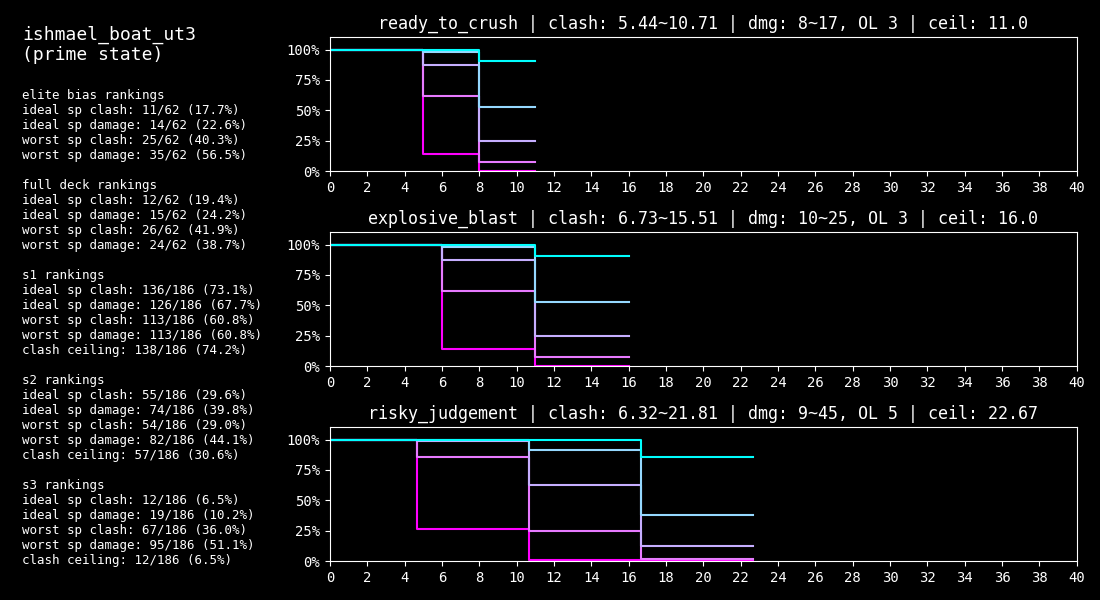 ishmael_boat_ut3
(prime state)
elite bias rankings
ideal sp clash: 11/62 (17.7%)
ideal sp damage: 14/62 (22.6%)
worst sp clash: 25/62 (40.3%)
worst sp damage: 35/62 (56.5%)
full deck rankings
ideal sp clash: 12/62 (19.4%)
ideal sp damage: 15/62 (24.2%)
worst sp clash: 26/62 (41.9%)
worst sp damage: 24/62 (38.7%)
s1 rankings
ideal sp clash: 136/186 (73.1%)
ideal sp damage: 126/186 (67.7%)
worst sp clash: 113/186 (60.8%)
worst sp damage: 113/186 (60.8%)
clash ceiling: 138/186 (74.2%)
s2 rankings
ideal sp clash: 55/186 (29.6%)
ideal sp damage: 74/186 (39.8%)
worst sp clash: 54/186 (29.0%)
worst sp damage: 82/186 (44.1%)
clash ceiling: 57/186 (30.6%)
s3 rankings
ideal sp clash: 12/186 (6.5%)
ideal sp damage: 19/186 (10.2%)
worst sp clash: 67/186 (36.0%)
worst sp damage: 95/186 (51.1%)
clash ceiling: 12/186 (6.5%)
ready_to_crush | clash: 5.44~10.71 | dmg: 8~17, OL 3 | ceil: 11.0
100%
75%
50%
25%
0%
0 2 4 6 8 10 12 14 16 18 20 22 24 26 28 30 32 34 36 38 40
explosive_blast | clash: 6.73~15.51 | dmg: 10~25, OL 3 | ceil: 16.0
100%
75%
50%
25%
0%
0 2 4 6 8 10 12 14 16 18 20 22 24 26 28 30 32 34 36 38 40
risky_judgement | clash: 6.32~21.81 | dmg: 9~45, OL 5 | ceil: 22.67
100%
75%
50%
25%
0%
0 2 4 6 8 10 12 14 16 18 20 22 24 26 28 30 32 34 36 38 40